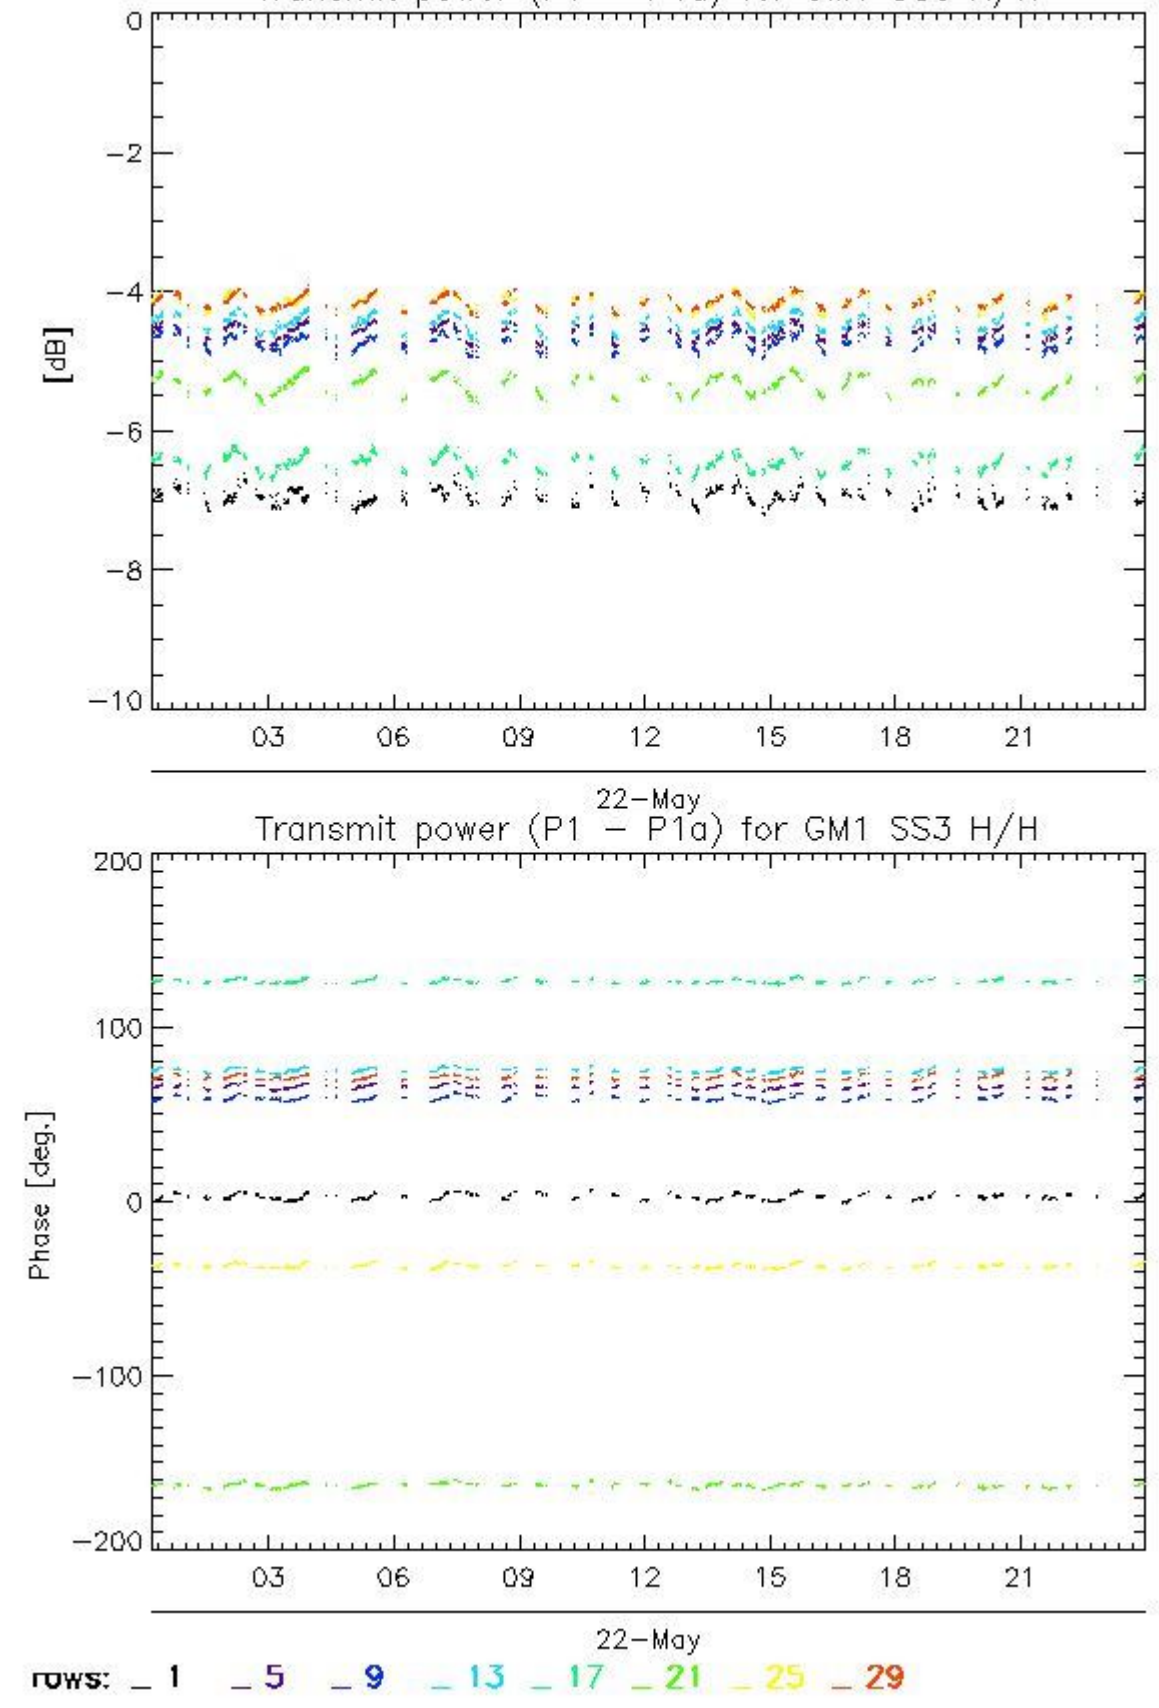 0
-2
-4
[dB]
-6
-8
-10
03 06 09 12 15 18 21
22-May
Transmit power (P1 - P1a) for GM1 SS3 H/H
200
100
0
Phase [deg.]
-100
-200
03 06 09 12 15 18 21
22-May
rows: _ 1 _ 5 _ 9 _ 13 _ 17 _ 21 _ 25 _ 29